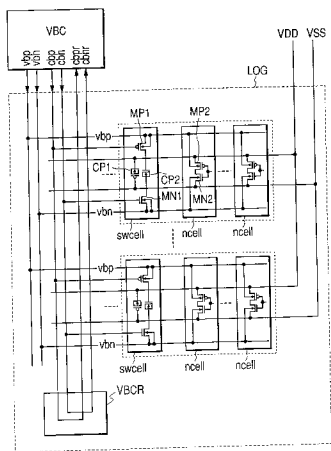 VBC
vbp
vbn
cbp
cbn
cbpr
cbnr
VDD
VSS
LOG
MP1
MP2
vbp
CP1
CP2
MN1
MN2
vbn
swcell
ncell
ncell
vbp
vbn
swcell
ncell
ncell
VBCR